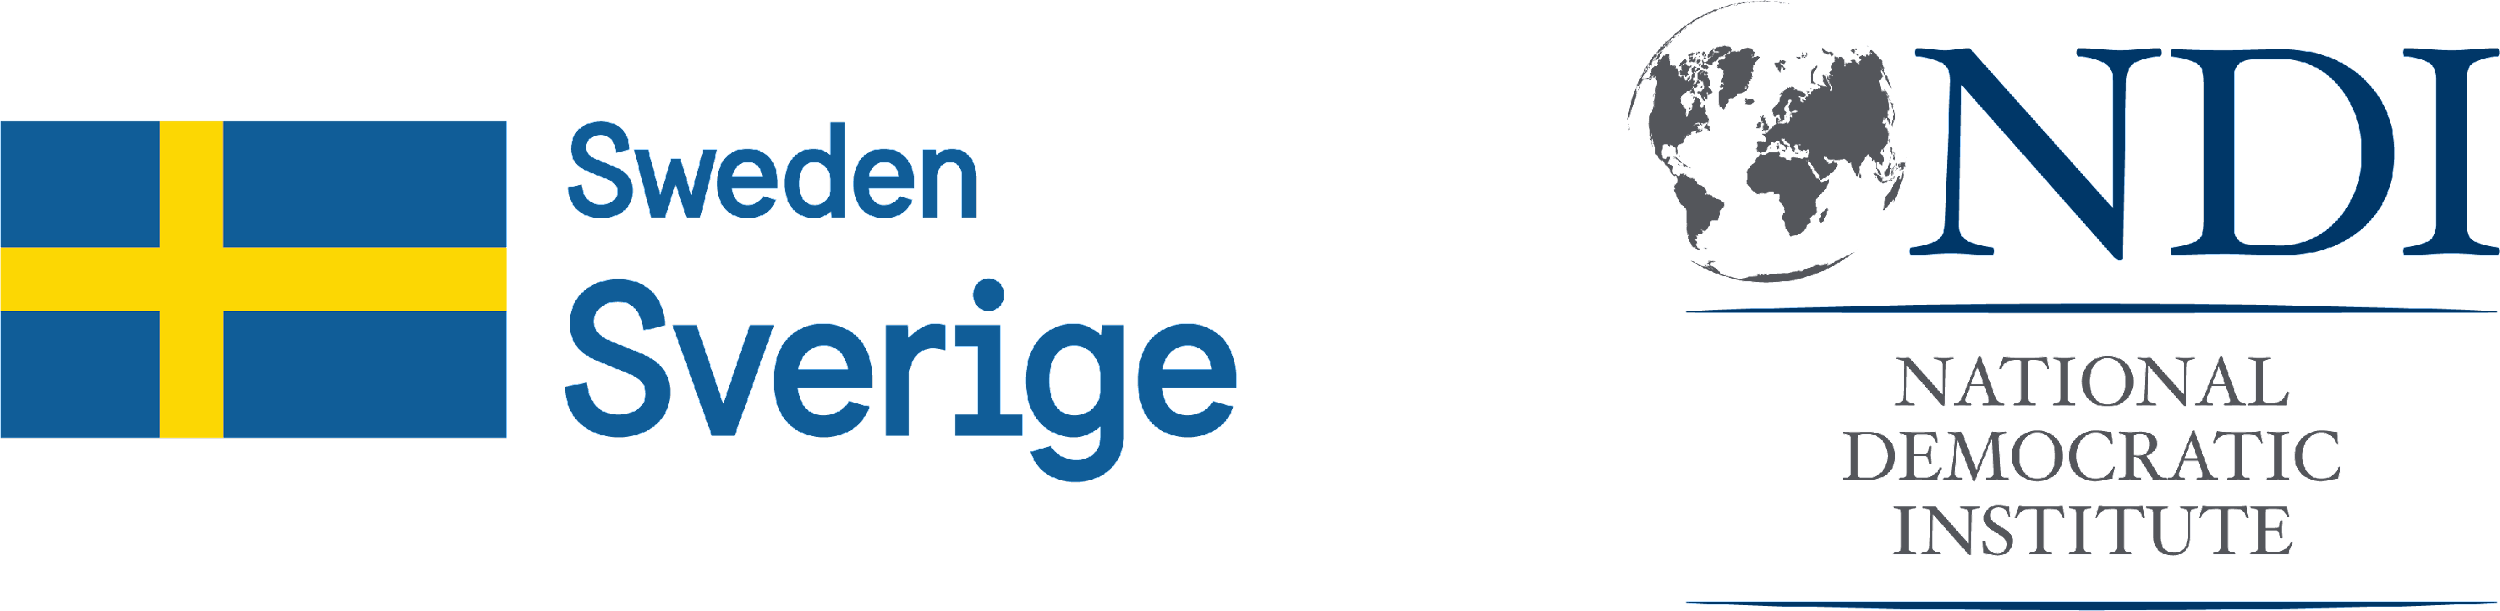 Sweden
Sverige
NDI
NATIONAL
DEMOCRATIC
INSTITUTE